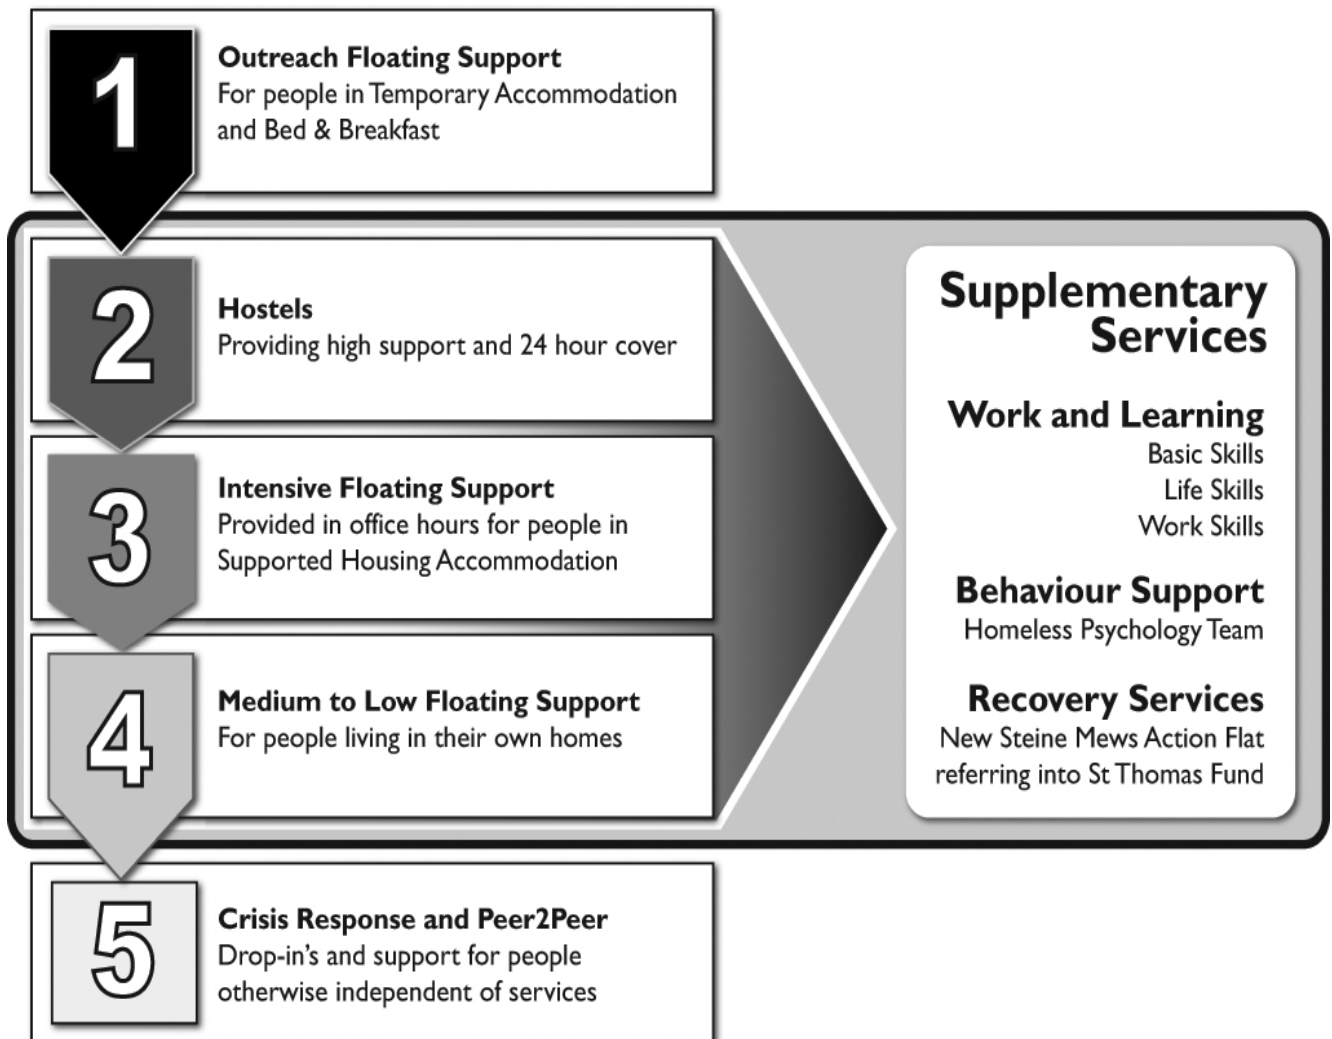 1
Outreach Floating Support
For people in Temporary Accommodation
and Bed & Breakfast
2
Hostels
Providing high support and 24 hour cover
3
Intensive Floating Support
Provided in office hours for people in
Supported Housing Accommodation
4
Medium to Low Floating Support
For people living in their own homes
5
Crisis Response and Peer2Peer
Drop-in’s and support for people
otherwise independent of services
Supplementary
Services
Work and Learning
Basic Skills
Life Skills
Work Skills
Behaviour Support
Homeless Psychology Team
Recovery Services
New Steine Mews Action Flat
referring into St Thomas Fund